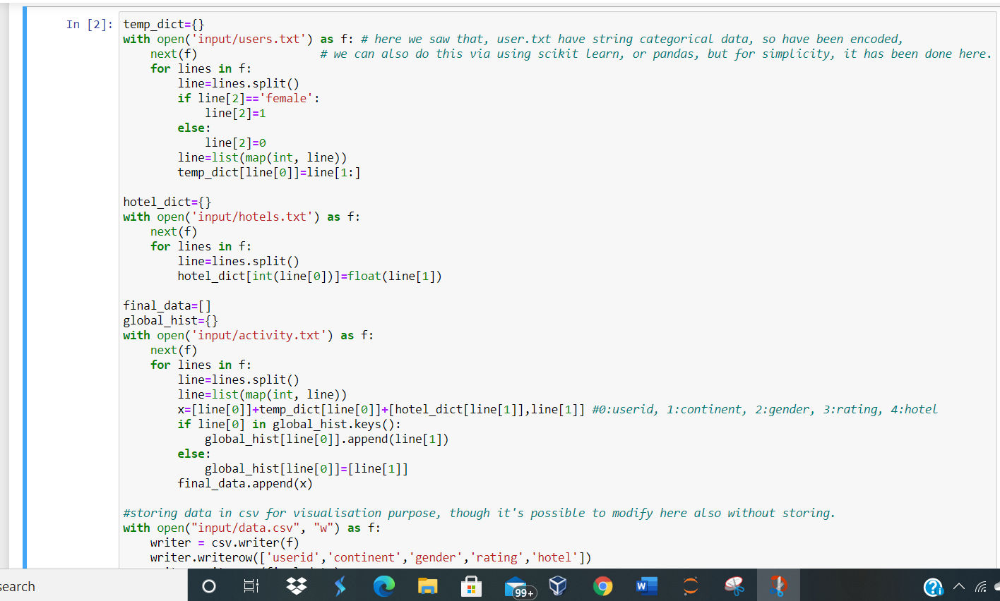 In [2]:
temp_dict={}
with open('input/users.txt') as f: # here we saw that, user.txt have string categorical data, so have been encoded,
    next(f)                  # we can also do this via using scikit learn, or pandas, but for simplicity, it has been done here.
    for lines in f:
        line=lines.split()
        if line[2]=='female':
            line[2]=1
        else:
            line[2]=0
        line=list(map(int, line))
        temp_dict[line[0]]=line[1:]

hotel_dict={}
with open('input/hotels.txt') as f:
    next(f)
    for lines in f:
        line=lines.split()
        hotel_dict[int(line[0])]=float(line[1])

final_data=[]
global_hist={}
with open('input/activity.txt') as f:
    next(f)
    for lines in f:
        line=lines.split()
        line=list(map(int, line))
        x=[line[0]]+temp_dict[line[0]]+[hotel_dict[line[1]],line[1]] #0:userid, 1:continent, 2:gender, 3:rating, 4:hotel
        if line[0] in global_hist.keys():
            global_hist[line[0]].append(line[1])
        else:
            global_hist[line[0]]=[line[1]]
        final_data.append(x)

#storing data in csv for visualisation purpose, though it's possible to modify here also without storing.
with open("input/data.csv", "w") as f:
    writer = csv.writer(f)
    writer.writerow(['userid','continent','gender','rating','hotel'])
search
99+
W